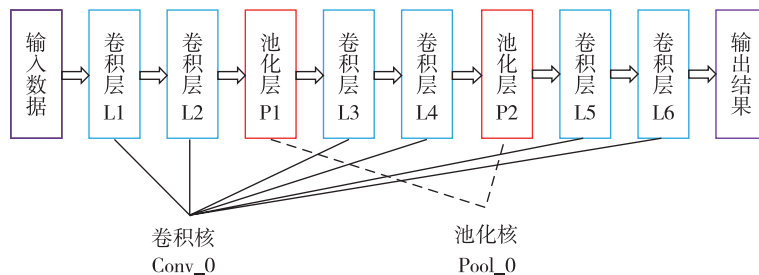 输入数据
卷积层 L1
卷积层 L2
池化层 P1
卷积层 L3
卷积层 L4
池化层 P2
卷积层 L5
卷积层 L6
输出结果
卷积核
Conv_0
池化核
Pool_0